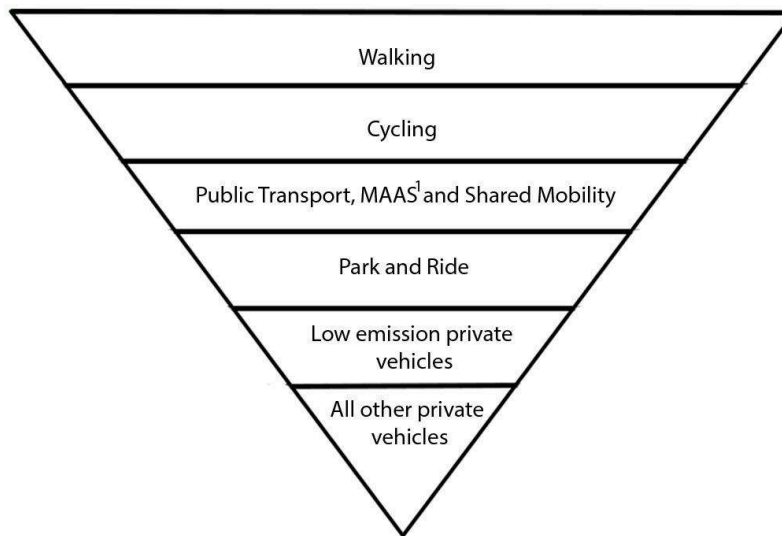 Walking
Cycling
Public Transport, MAAS¹ and Shared Mobility
Park and Ride
Low emission private
vehicles
All other private
vehicles